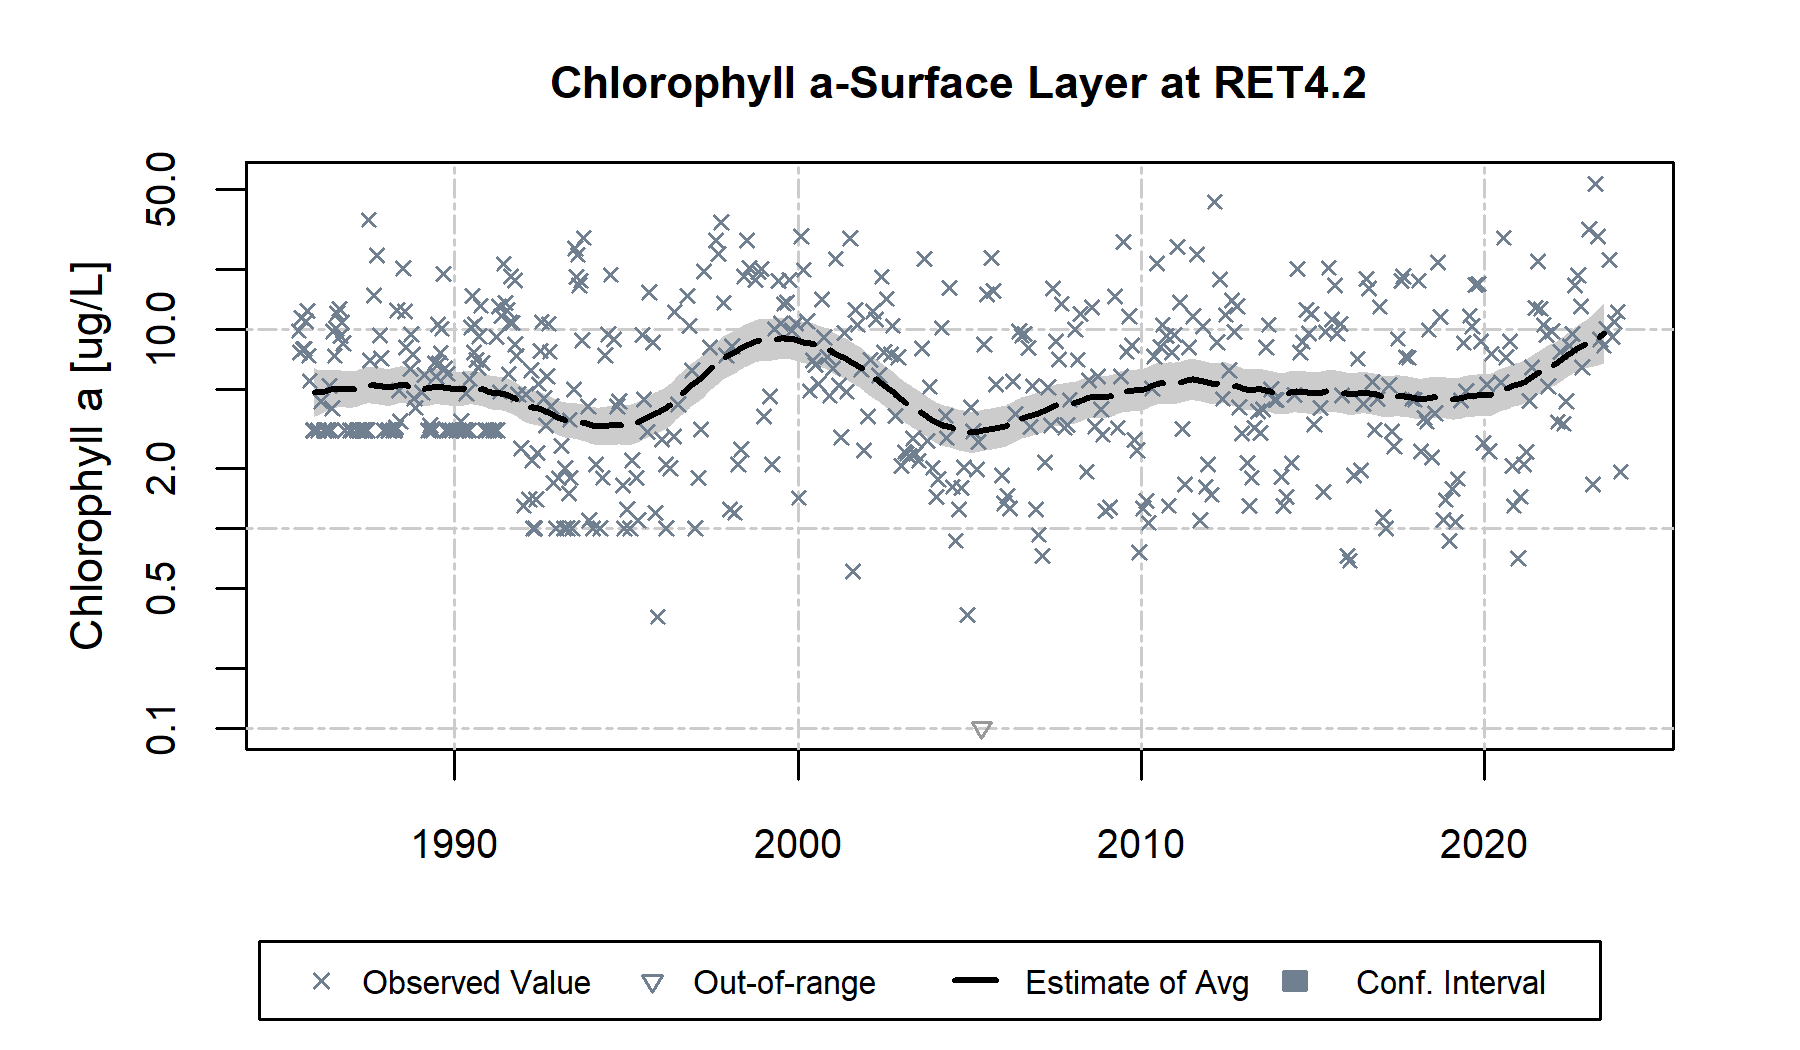 Chlorophyll a-Surface Layer at RET4.2
Chlorophyll a [ug/L]
50.0
10.0
2.0
0.5
0.1
1990 2000 2010 2020
Observed Value Out-of-range Estimate of Avg Conf. Interval